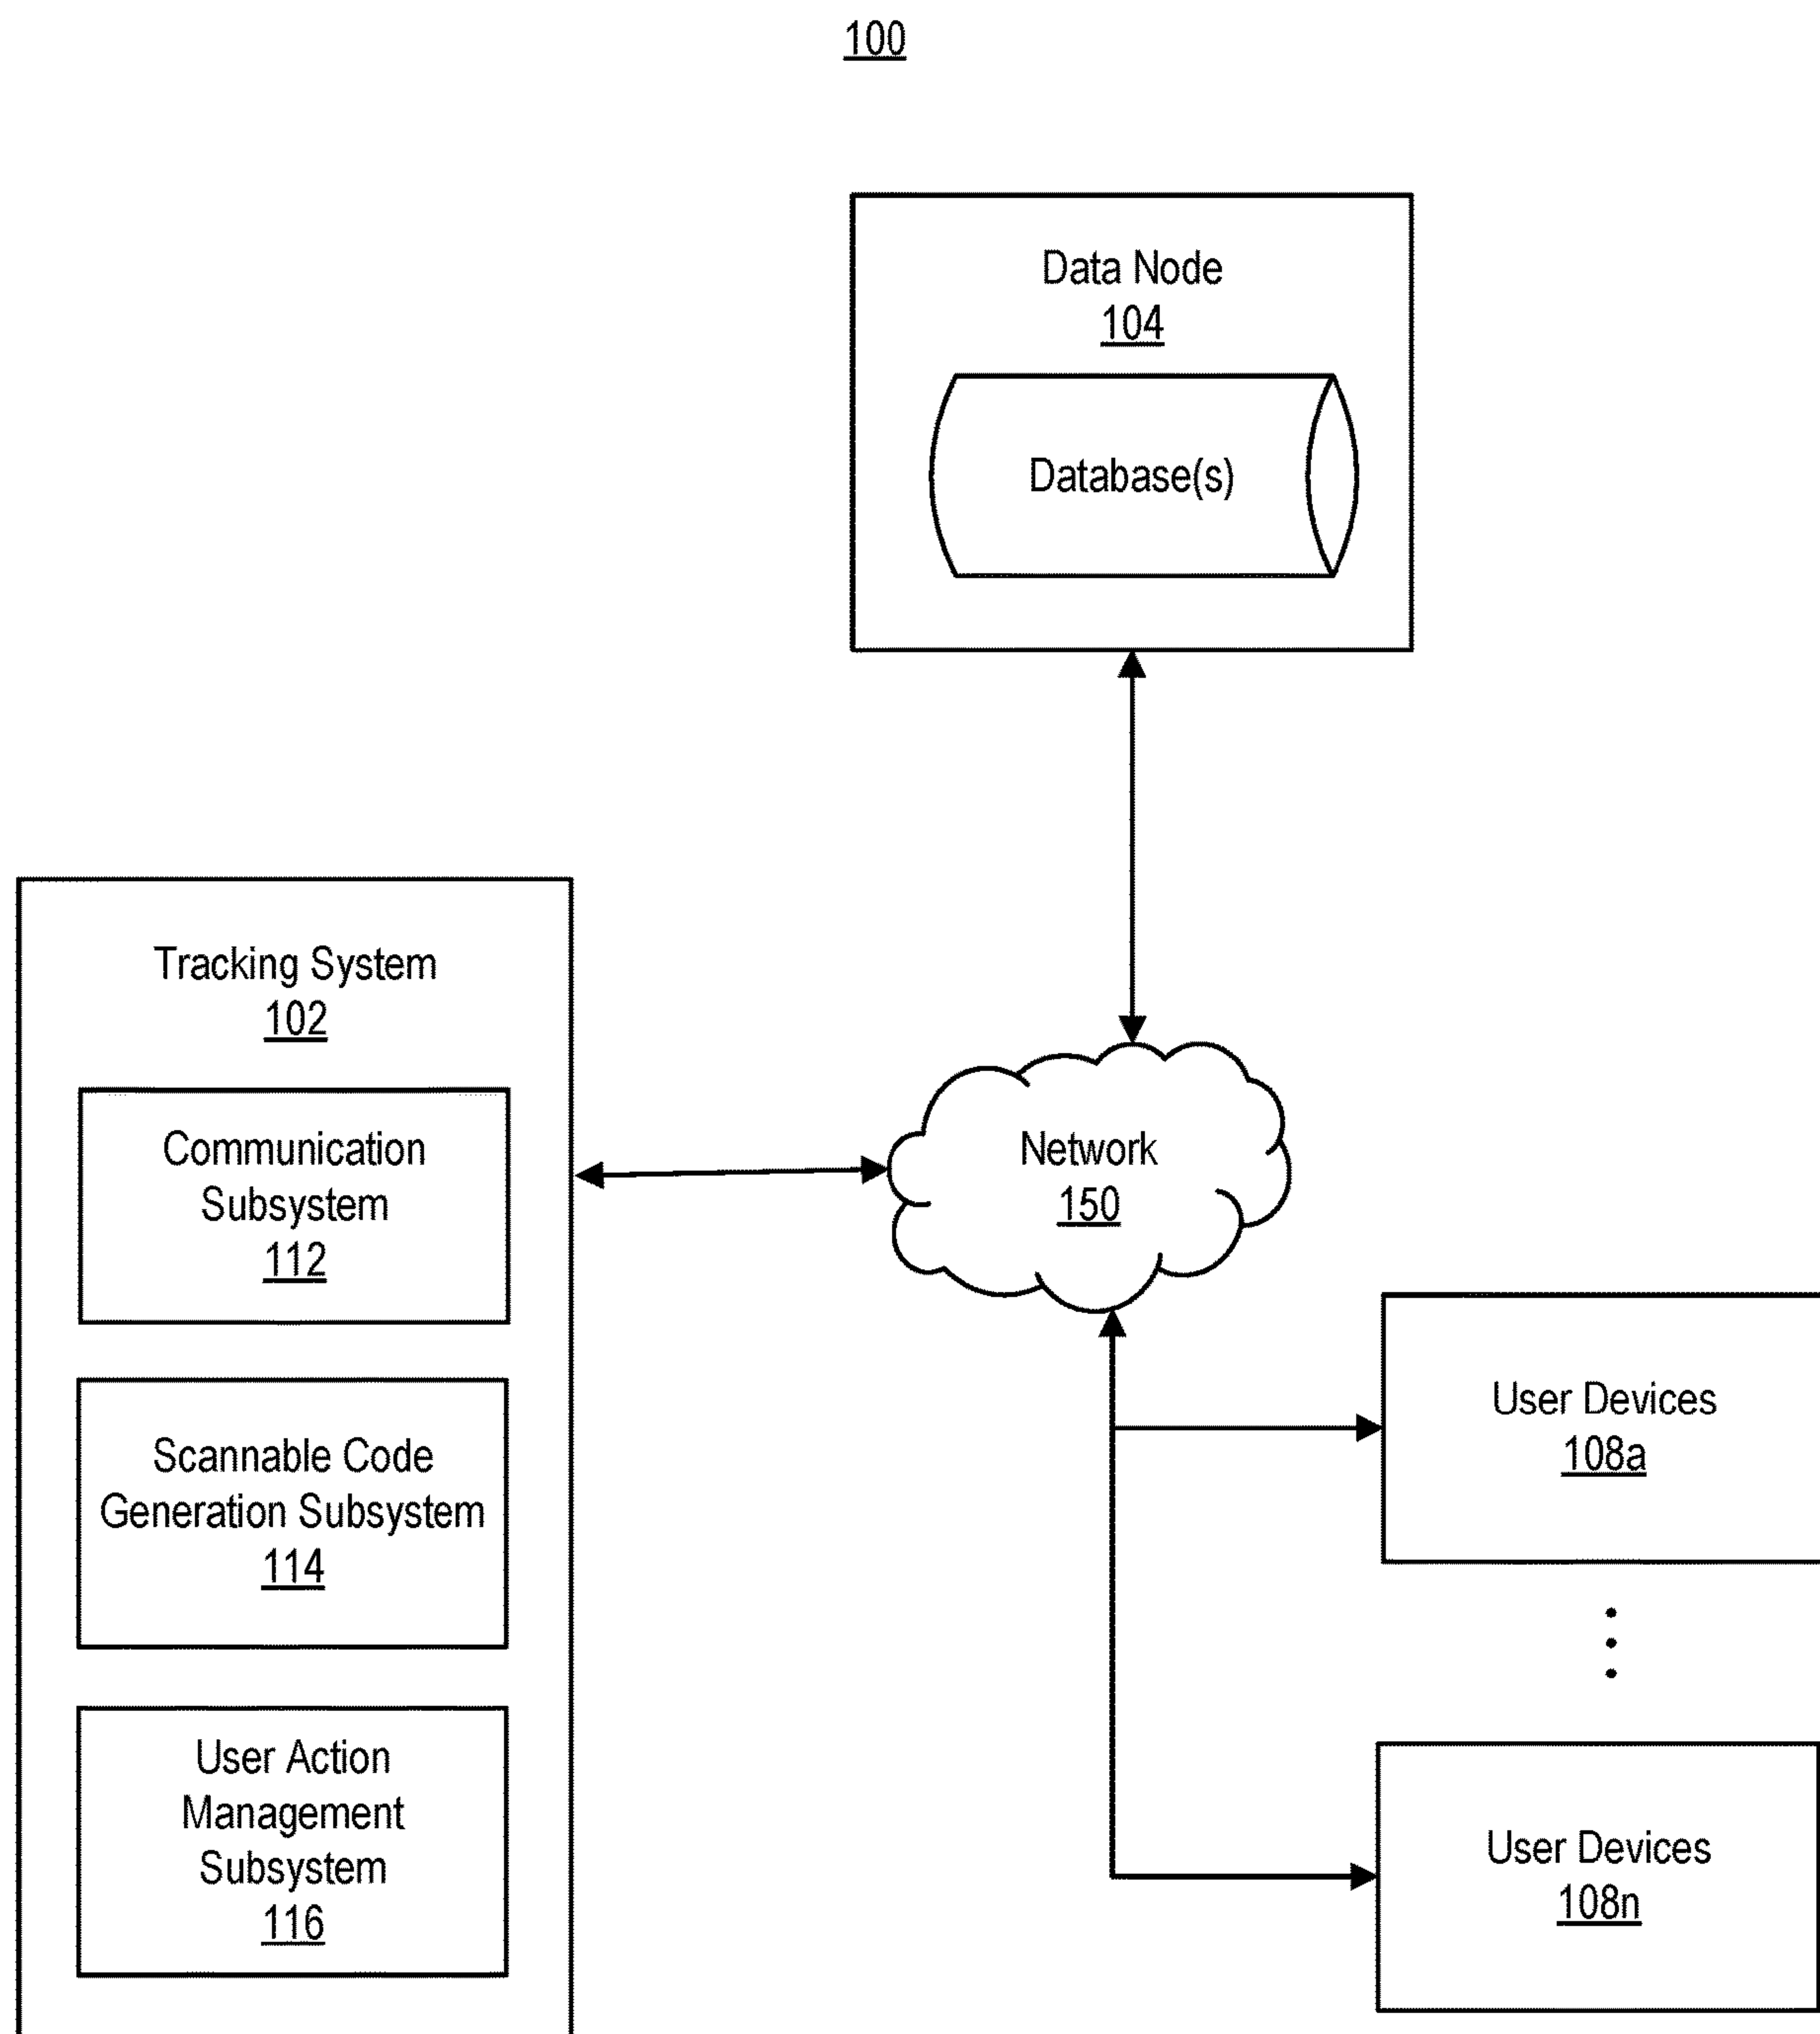 100
Data Node
104
Database(s)
Tracking System
102
Communication
Subsystem
112
Scannable Code
Generation Subsystem
114
User Action
Management
Subsystem
116
Network
150
User Devices
108a
User Devices
108n